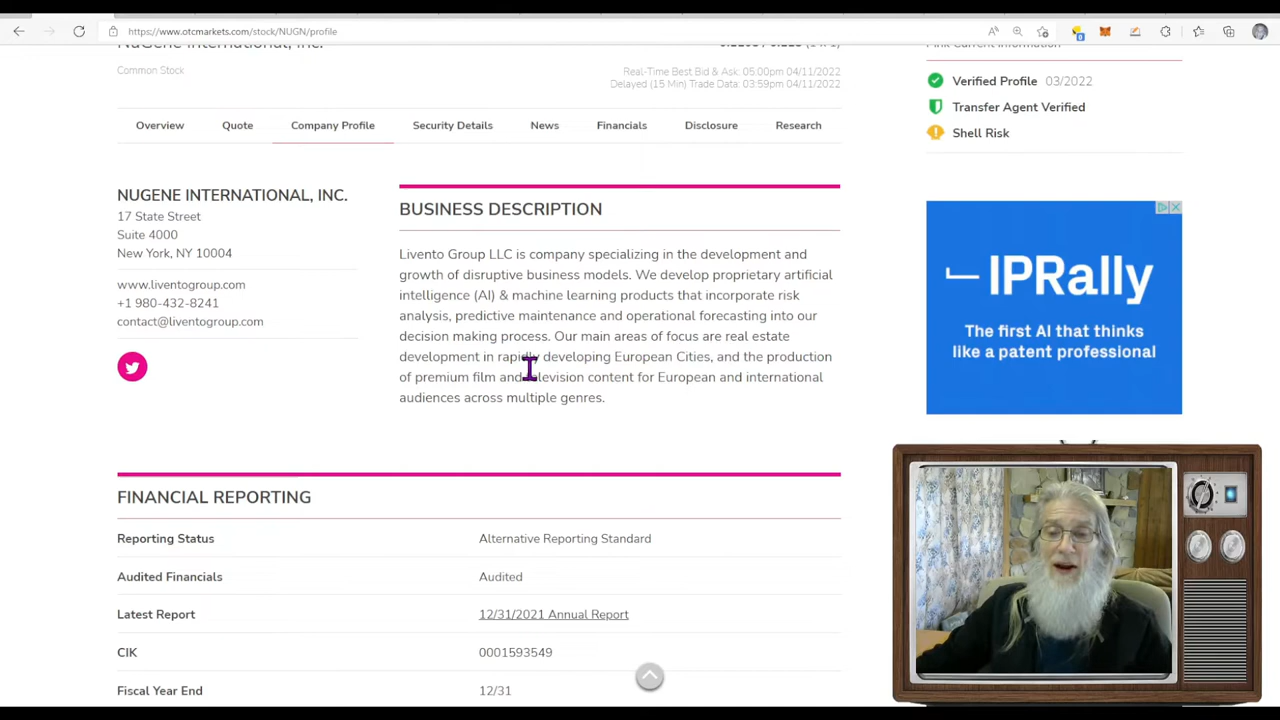 https://www.otcmarkets.com/stock/NUGN/profile
NuGene International, Inc.
Common Stock
Real-Time Best Bid & Ask: 05:00pm 04/11/2022
Delayed (15 Min) Trade Data: 03:59pm 04/11/2022
Pink Current Information
Verified Profile 03/2022
Transfer Agent Verified
Shell Risk
Overview Quote Company Profile Security Details News Financials Disclosure Research
NUGENE INTERNATIONAL, INC.
17 State Street
Suite 4000
New York, NY 10004
www.liventogroup.com
+1 980-432-8241
contact@liventogroup.com
BUSINESS DESCRIPTION
Livento Group LLC is company specializing in the development and
growth of disruptive business models. We develop proprietary artificial
intelligence (AI) & machine learning products that incorporate risk
analysis, predictive maintenance and operational forecasting into our
decision making process. Our main areas of focus are real estate
development in rapidly developing European Cities, and the production
of premium film and television content for European and international
audiences across multiple genres.
IPRally
The first AI that thinks
like a patent professional
FINANCIAL REPORTING
Reporting Status Alternative Reporting Standard
Audited Financials Audited
Latest Report 12/31/2021 Annual Report
CIK 0001593549
Fiscal Year End 12/31